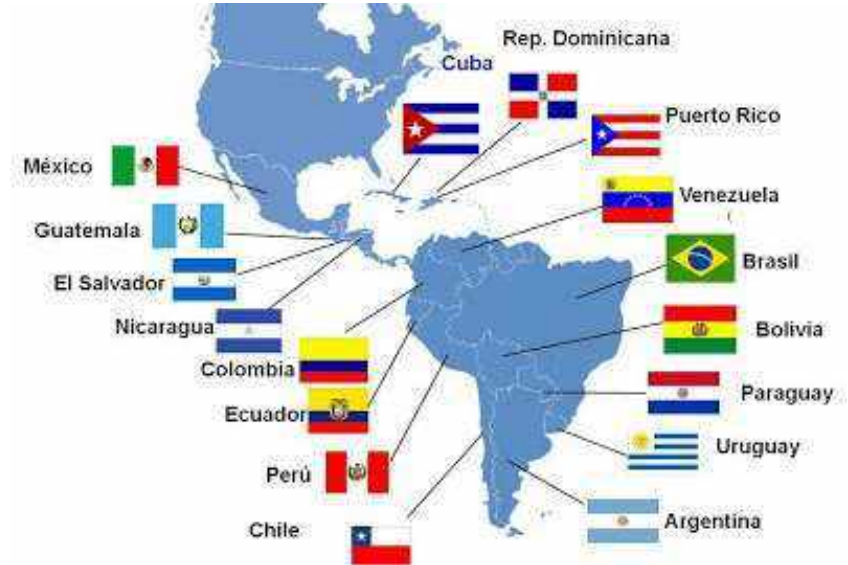 Rep. Dominicana
Cuba
Puerto Rico
México
Venezuela
Guatemala
Brasil
El Salvador
Nicaragua
Bolivia
Colombia
Paraguay
Ecuador
Uruguay
Perú
Argentina
Chile